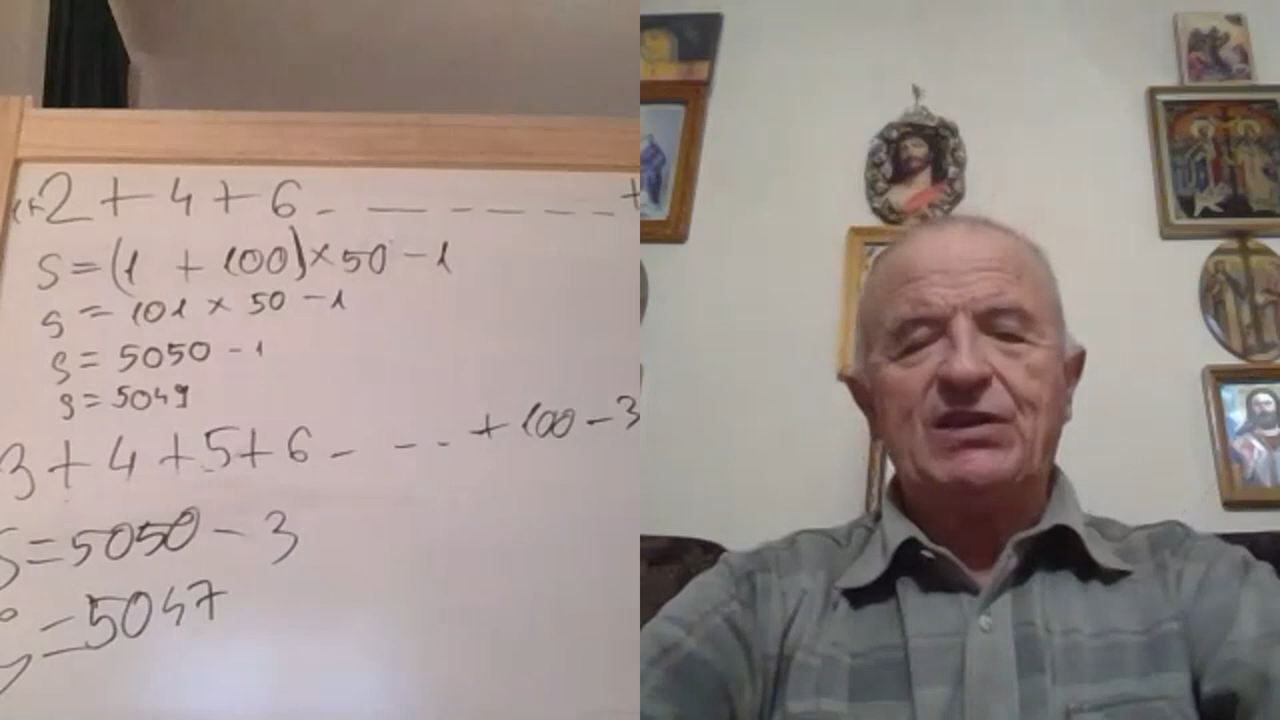 2 + 4 + 6 - — — — — — — +
S = (1 + 100) × 50 - 1
S = 101 × 50 - 1
S = 5050 - 1
S = 5049
3 + 4 + 5 + 6 - - - - + 100 - 3
S = 5050 - 3
S = 5047